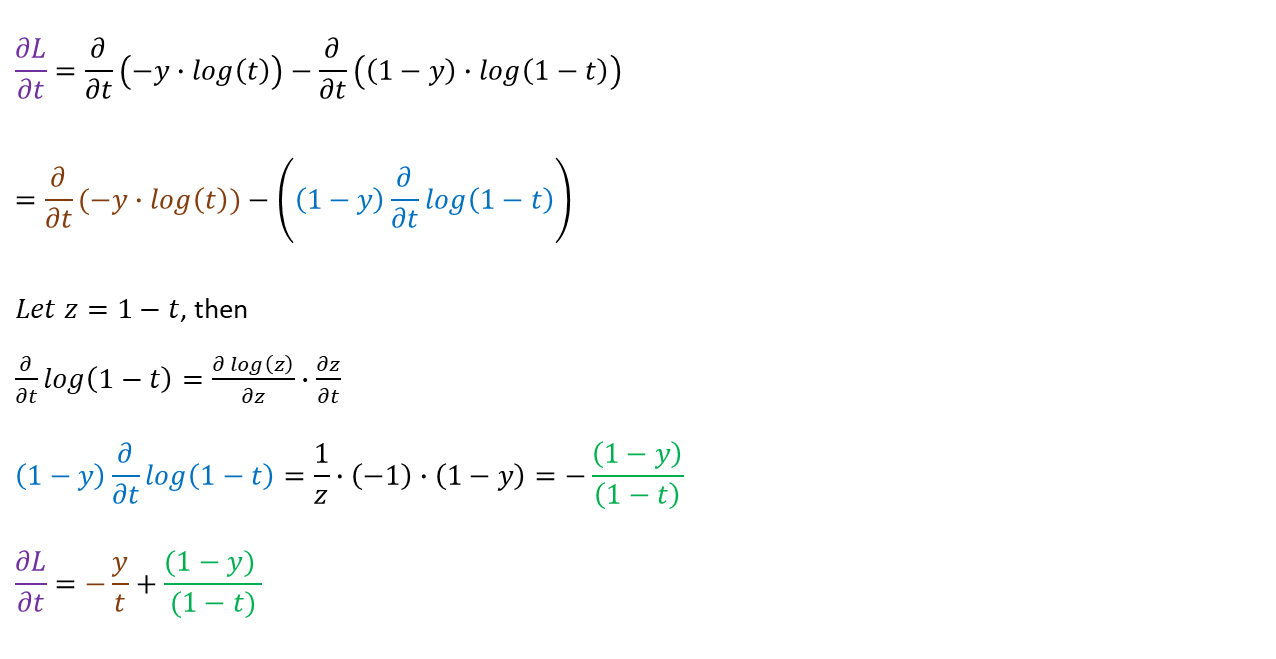 ∂L/∂t = ∂/∂t (−y · log(t)) − ∂/∂t ((1 − y) · log(1 − t))
= ∂/∂t (−y · log(t)) − ((1 − y) ∂/∂t log(1 − t))
Let z = 1 − t, then
∂/∂t log(1 − t) = ∂ log(z)/∂z · ∂z/∂t
(1 − y) ∂/∂t log(1 − t) = 1/z · (−1) · (1 − y) = − (1 − y)/(1 − t)
∂L/∂t = − y/t + (1 − y)/(1 − t)